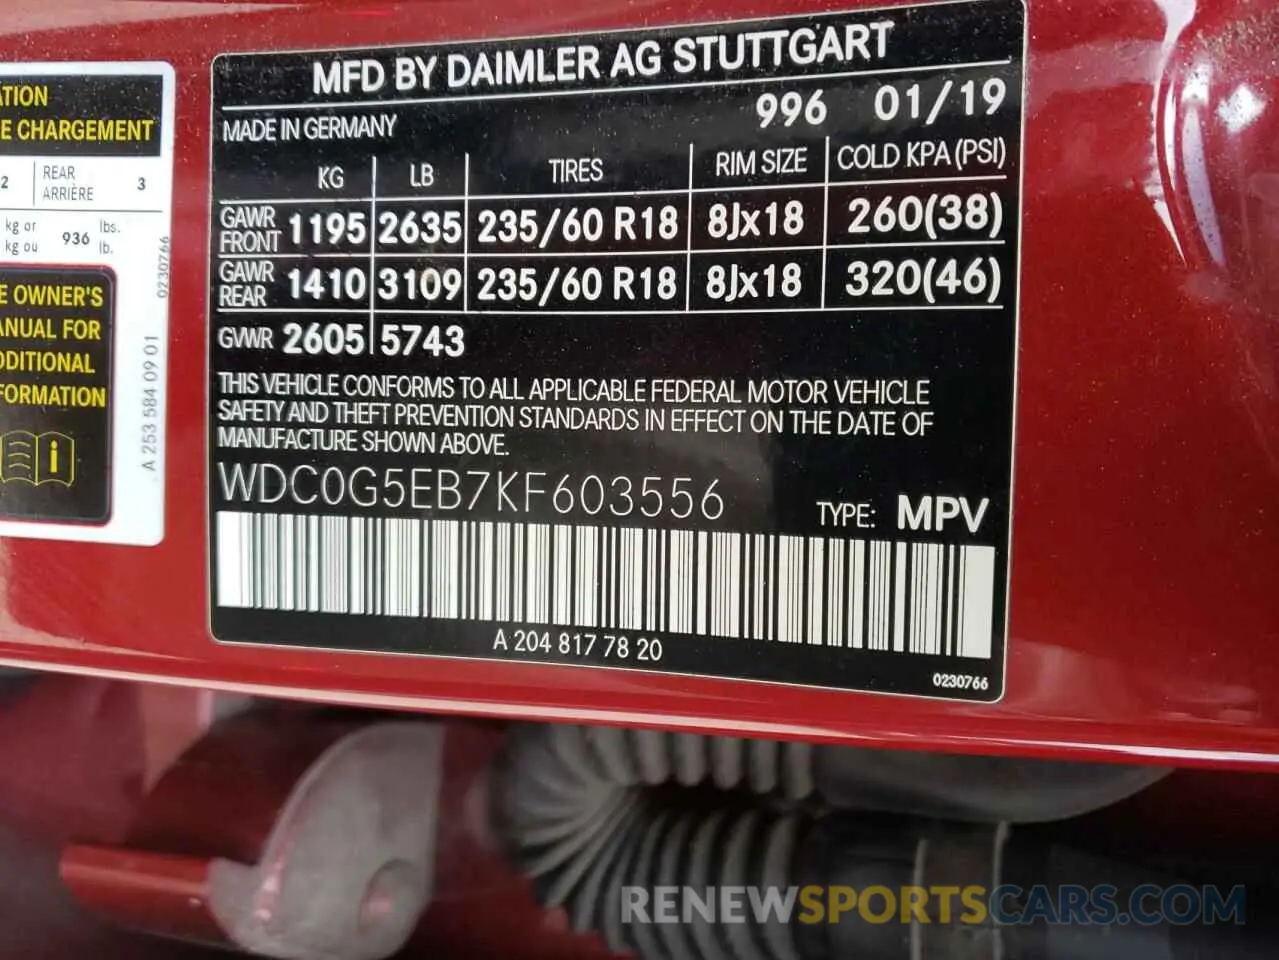 MFD BY DAIMLER AG STUTTGART
996 01/19
MADE IN GERMANY
KG LB TIRES RIM SIZE COLD KPA (PSI)
GAWR FRONT 1195 2635 235/60 R18 8Jx18 260(38)
GAWR REAR 1410 3109 235/60 R18 8Jx18 320(46)
GVWR 2605 5743
THIS VEHICLE CONFORMS TO ALL APPLICABLE FEDERAL MOTOR VEHICLE
SAFETY AND THEFT PREVENTION STANDARDS IN EFFECT ON THE DATE OF
MANUFACTURE SHOWN ABOVE.
WDC0G5EB7KF603556
TYPE: MPV
A 204 817 78 20
0230766
CHARGEMENT
2 REAR 3
ARRIÈRE
kg or 936 lbs.
kg ou lb.
0230766
OWNER'S
FOR
A 253 584 09 01
i
RENEWSPORTSCARS.COM